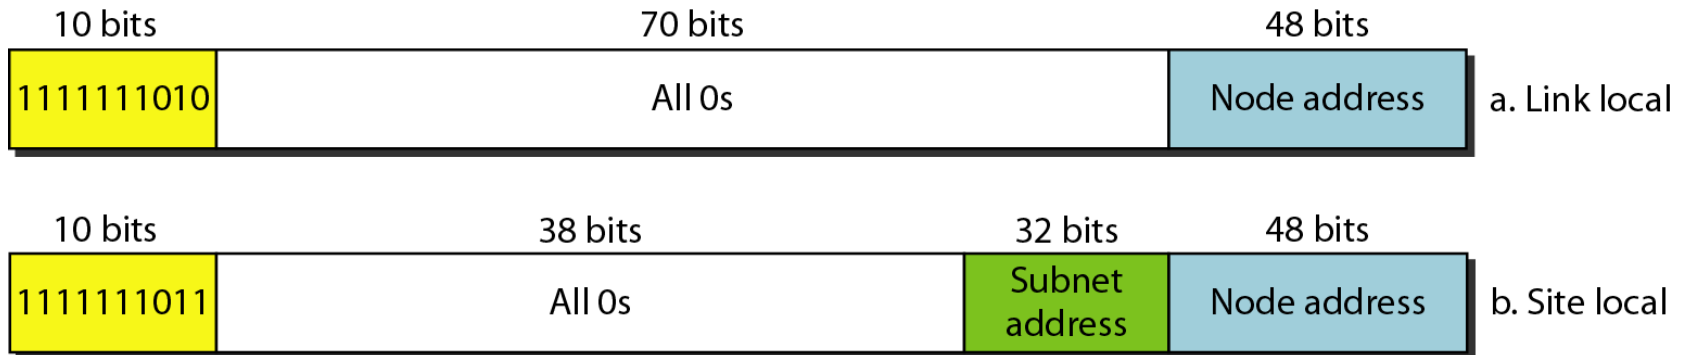 10 bits 70 bits 48 bits
1111111010 All 0s Node address a. Link local
10 bits 38 bits 32 bits 48 bits
1111111011 All 0s Subnet address Node address b. Site local